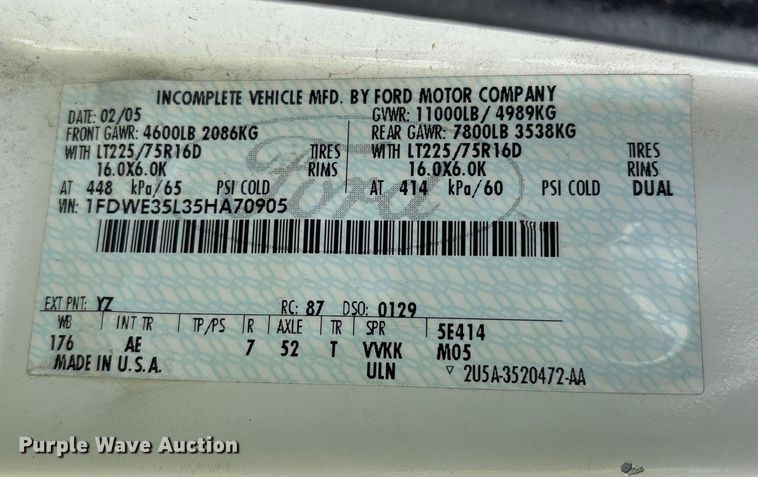 INCOMPLETE VEHICLE MFD. BY FORD MOTOR COMPANY
DATE: 02/05 GVWR: 11000LB/ 4989KG
FRONT GAWR: 4600LB 2086KG REAR GAWR: 7800LB 3538KG
WITH LT225/75R16D TIRES WITH LT225/75R16D TIRES
16.0X6.0K RIMS 16.0X6.0K RIMS
AT 448 kPa/65 PSI COLD AT 414 kPa/60 PSI COLD DUAL
VIN: 1FDWE35L35HA70905
Ford
EXT PNT: YZ RC: 87 DSO: 0129
WB INT TR TP/PS R AXLE TR SPR 5E414
176 AE 7 52 T VVKK M05
MADE IN U.S.A. ULN ▽ 2U5A-3520472-AA
Purple Wave Auction